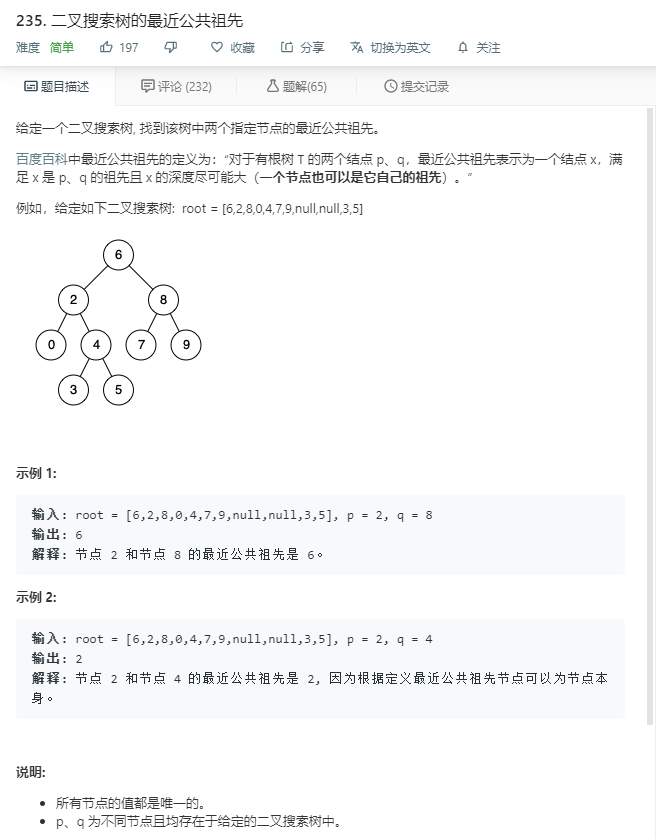 235. 二叉搜索树的最近公共祖先
难度 简单 197 收藏 分享 切换为英文 关注
题目描述 评论 (232) 题解(65) 提交记录
给定一个二叉搜索树, 找到该树中两个指定节点的最近公共祖先。
百度百科中最近公共祖先的定义为：“对于有根树 T 的两个结点 p、q，最近公共祖先表示为一个结点 x，满
足 x 是 p、q 的祖先且 x 的深度尽可能大（一个节点也可以是它自己的祖先）。”
例如，给定如下二叉搜索树: root = [6,2,8,0,4,7,9,null,null,3,5]
6
2 8
0 4 7 9
3 5
示例 1:
输入: root = [6,2,8,0,4,7,9,null,null,3,5], p = 2, q = 8
输出: 6
解释: 节点 2 和节点 8 的最近公共祖先是 6。
示例 2:
输入: root = [6,2,8,0,4,7,9,null,null,3,5], p = 2, q = 4
输出: 2
解释: 节点 2 和节点 4 的最近公共祖先是 2, 因为根据定义最近公共祖先节点可以为节点本
身。
说明:
所有节点的值都是唯一的。
p、q 为不同节点且均存在于给定的二叉搜索树中。